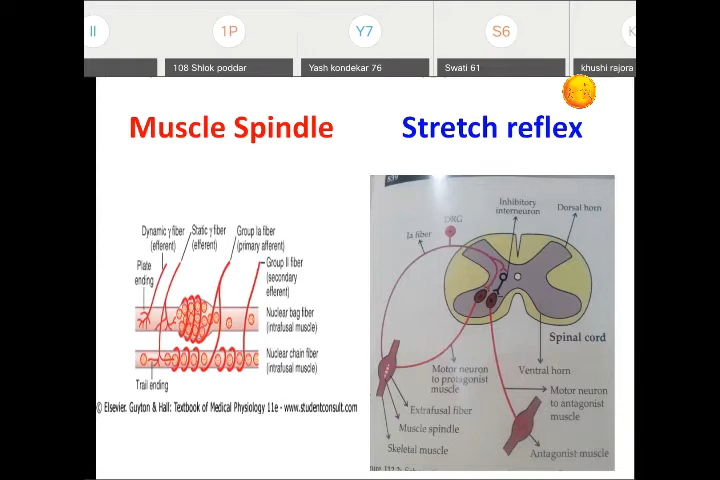 II
1P
Y7
S6
K
108 Shlok poddar
Yash kondekar 76
Swati 61
khushi rajora
Muscle Spindle
Stretch reflex
Dynamic γ fiber
(efferent)
Static γ fiber
(efferent)
Group Ia fiber
(primary afferent)
Group II fiber
(secondary
efferent)
Plate
ending
Nuclear bag fiber
(intrafusal muscle)
Nuclear chain fiber
(intrafusal muscle)
Trail ending
© Elsevier. Guyton & Hall: Textbook of Medical Physiology 11e - www.studentconsult.com
Inhibitory
interneuron
Dorsal horn
DRG
Ia fiber
Spinal cord
Motor neuron
to protagonist
muscle
Ventral horn
Motor neuron
to antagonist
muscle
Extrafusal fiber
Muscle spindle
Skeletal muscle
Antagonist muscle